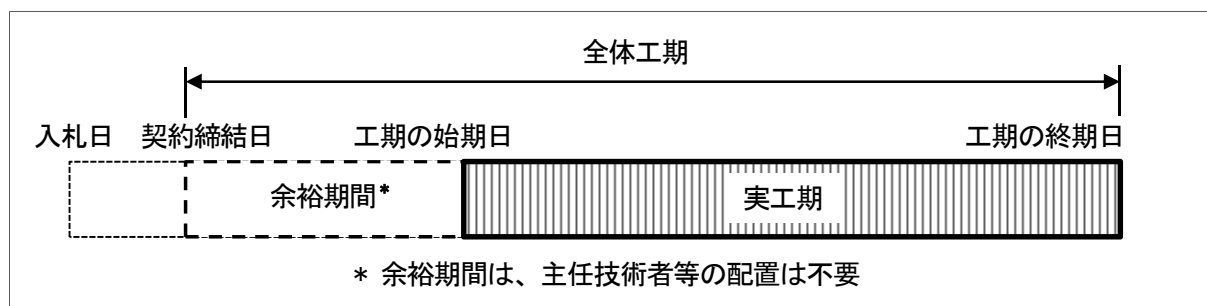 全体工期
入札日 契約締結日 工期の始期日 工期の終期日
余裕期間* 実工期
* 余裕期間は、主任技術者等の配置は不要